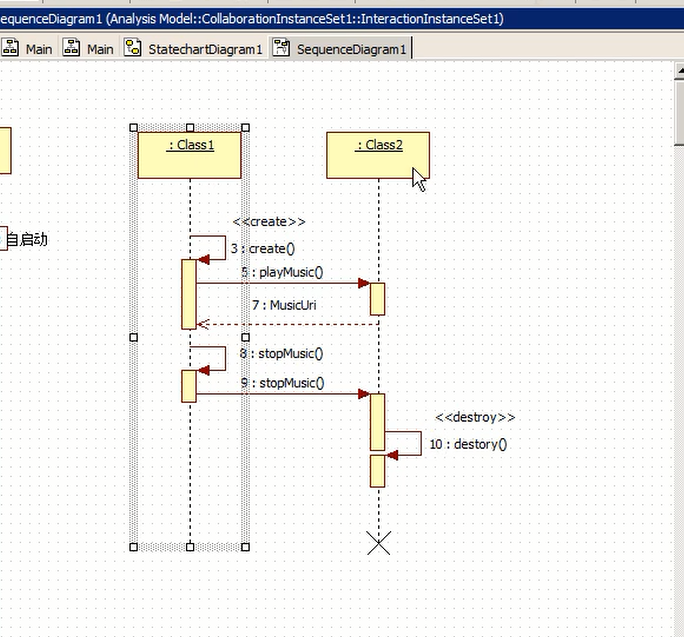 equenceDiagram1 (Analysis Model::CollaborationInstanceSet1::InteractionInstanceSet1)
Main Main StatechartDiagram1 SequenceDiagram1
: Class1 : Class2
<<create>>
自启动
3 : create()
5 : playMusic()
7 : MusicUri
8 : stopMusic()
9 : stopMusic()
<<destroy>>
10 : destory()